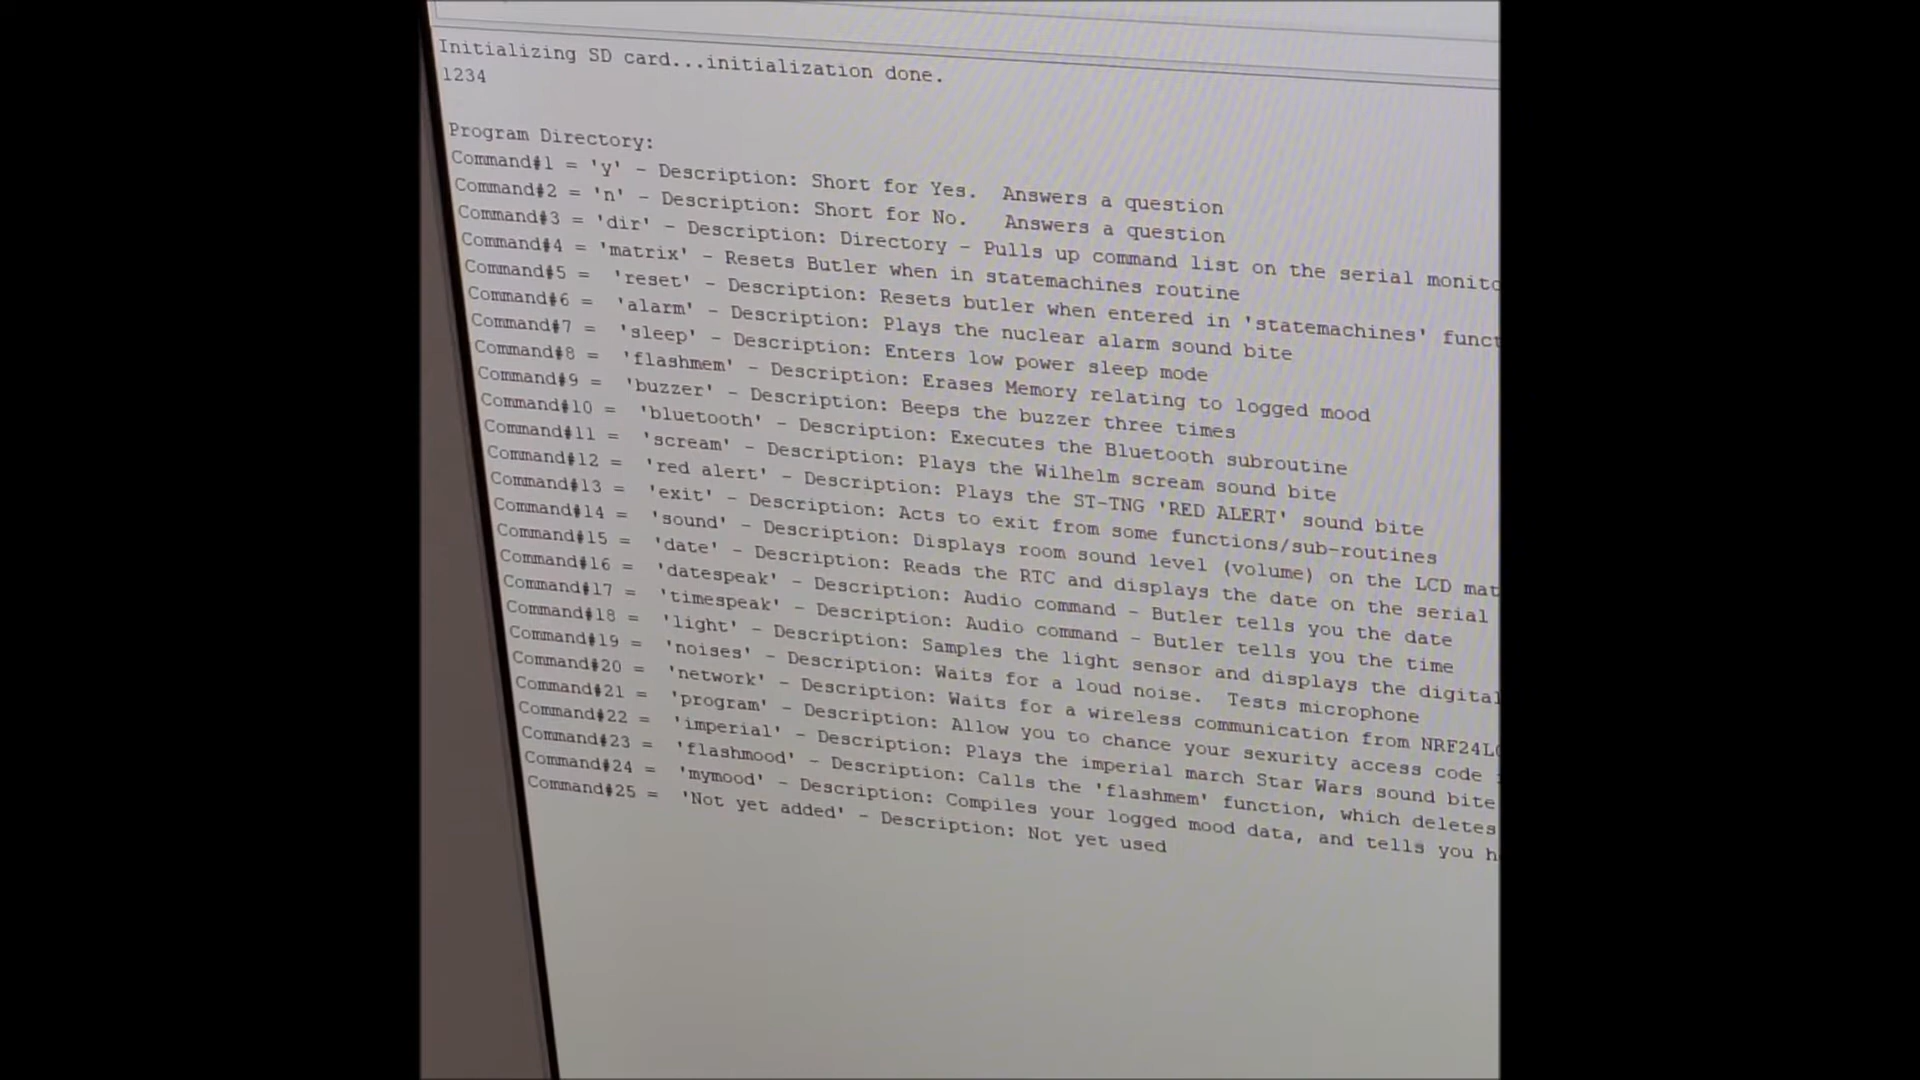 Initializing SD card...initialization done.
1234
Program Directory:
Command#1 = 'y' - Description: Short for Yes.  Answers a question
Command#2 = 'n' - Description: Short for No.   Answers a question
Command#3 = 'dir' - Description: Directory - Pulls up command list on the serial monito
Command#4 = 'matrix' - Resets Butler when in statemachines routine
Command#5 =  'reset' - Description: Resets butler when entered in 'statemachines' funct
Command#6 =  'alarm' - Description: Plays the nuclear alarm sound bite
Command#7 =  'sleep' - Description: Enters low power sleep mode
Command#8 =  'flashmem' - Description: Erases Memory relating to logged mood
Command#9 =  'buzzer' - Description: Beeps the buzzer three times
Command#10 =  'bluetooth' - Description: Executes the Bluetooth subroutine
Command#11 =  'scream' - Description: Plays the Wilhelm scream sound bite
Command#12 =  'red alert' - Description: Plays the ST-TNG 'RED ALERT' sound bite
Command#13 =  'exit' - Description: Acts to exit from some functions/sub-routines
Command#14 =  'sound' - Description: Displays room sound level (volume) on the LCD mat
Command#15 =  'date' - Description: Reads the RTC and displays the date on the serial
Command#16 =  'datespeak' - Description: Audio command - Butler tells you the date
Command#17 =  'timespeak' - Description: Audio command - Butler tells you the time
Command#18 =  'light' - Description: Samples the light sensor and displays the digital
Command#19 =  'noises' - Description: Waits for a loud noise.  Tests microphone
Command#20 =  'network' - Description: Waits for a wireless communication from NRF24L
Command#21 =  'program' - Description: Allow you to chance your sexurity access code
Command#22 =  'imperial' - Description: Plays the imperial march Star Wars sound bite
Command#23 =  'flashmood' - Description: Calls the 'flashmem' function, which deletes
Command#24 =  'mymood' - Description: Compiles your logged mood data, and tells you h
Command#25 =  'Not yet added' - Description: Not yet used